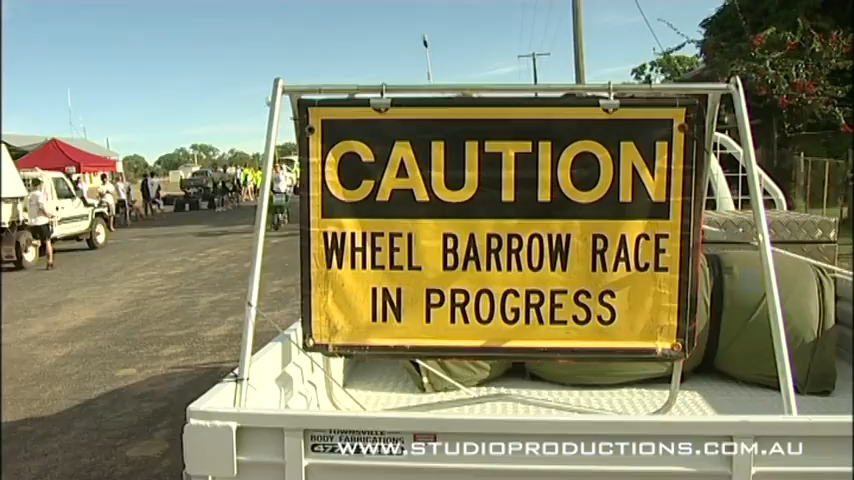 CAUTION
WHEEL BARROW RACE
IN PROGRESS
TOWNSVILLE
BODY FABRICATIONS
WWW.STUDIOPRODUCTIONS.COM.AU